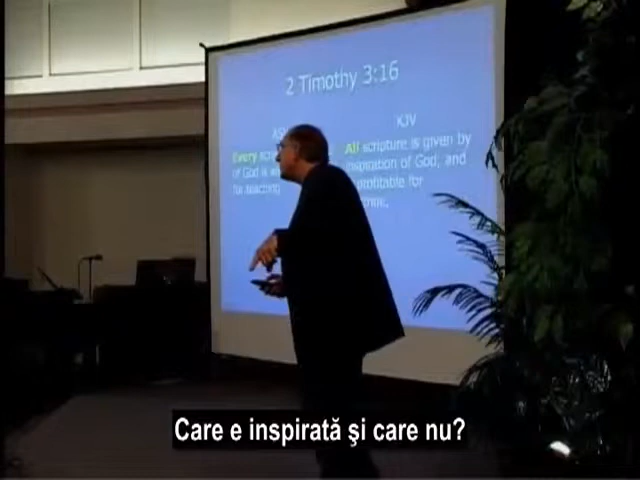 2 Timothy 3:16
KJV
Every
All scripture is given by
of God is
inspiration of God, and
for teaching
profitable for
Care e inspirată şi care nu?